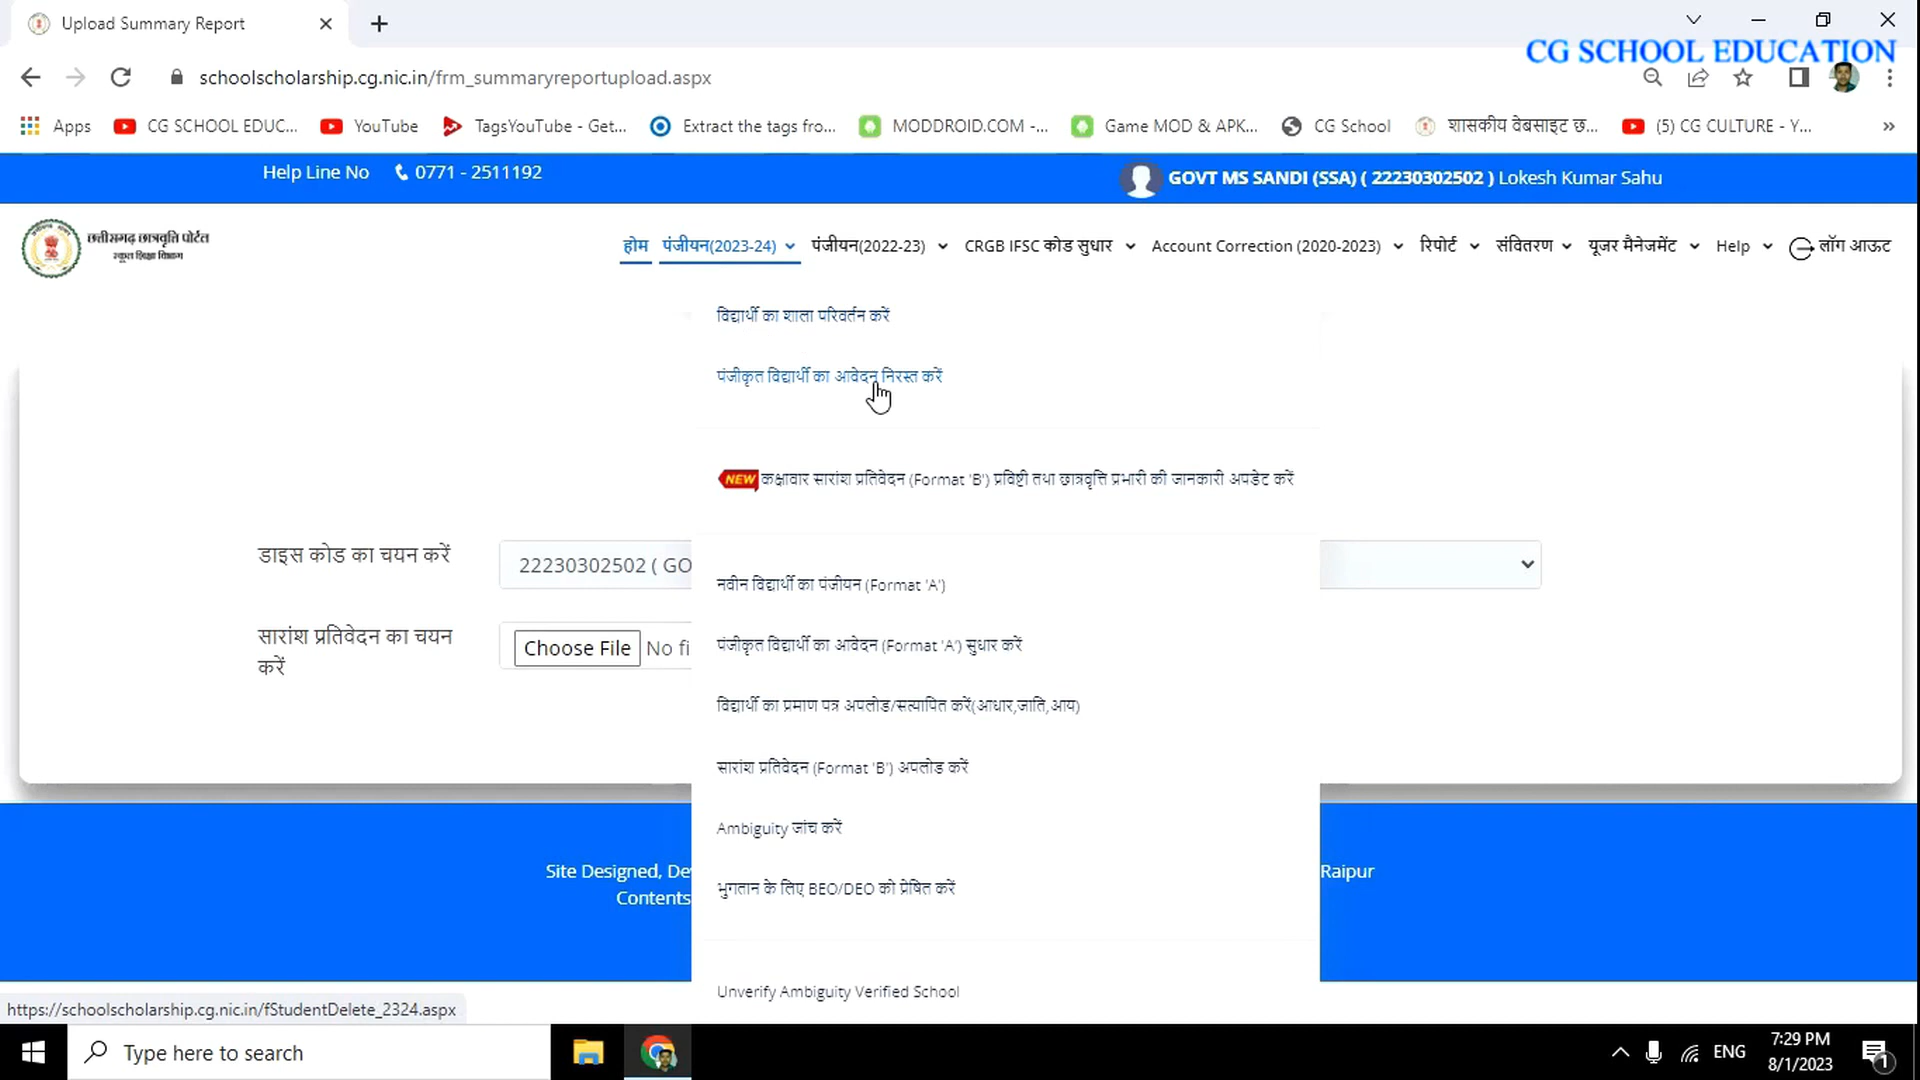 Upload Summary Report
CG SCHOOL EDUCATION
schoolscholarship.cg.nic.in/frm_summaryreportupload.aspx
Apps CG SCHOOL EDUC... YouTube TagsYouTube - Get... Extract the tags fro... MODDROID.COM -... Game MOD & APK... CG School शासकीय वेबसाइट छ... (5) CG CULTURE - Y...
Help Line No 0771 - 2511192 GOVT MS SANDI (SSA) ( 22230302502 ) Lokesh Kumar Sahu
छत्तीसगढ़ छात्रवृत्ति पोर्टल
स्कूल शिक्षा विभाग
होम पंजीयन(2023-24) पंजीयन(2022-23) CRGB IFSC कोड सुधार Account Correction (2020-2023) रिपोर्ट संवितरण यूजर मैनेजमेंट Help लॉग आऊट
विद्यार्थी का शाला परिवर्तन करें
पंजीकृत विद्यार्थी का आवेदन निरस्त करें
NEW कक्षावार सारांश प्रतिवेदन (Format 'B') प्रविष्टी तथा छात्रवृत्ति प्रभारी की जानकारी अपडेट करें
डाइस कोड का चयन करें 22230302502 ( GO
नवीन विद्यार्थी का पंजीयन (Format 'A')
सारांश प्रतिवेदन का चयन
करें
Choose File No fi
पंजीकृत विद्यार्थी का आवेदन (Format 'A') सुधार करें
विद्यार्थी का प्रमाण पत्र अपलोड/सत्यापित करें(आधार,जाति,आय)
सारांश प्रतिवेदन (Format 'B') अपलोड करें
Ambiguity जांच करें
भुगतान के लिए BEO/DEO को प्रेषित करें
Site Designed, De Raipur
Contents
Unverify Ambiguity Verified School
https://schoolscholarship.cg.nic.in/fStudentDelete_2324.aspx
Type here to search
ENG
7:29 PM
8/1/2023
1